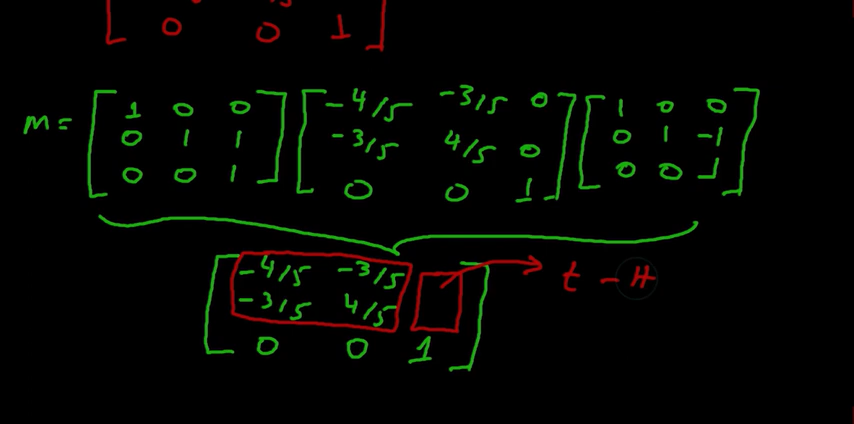 0 0 1
m = [ 1 0 0 ] [ -4/5 -3/5 0 ] [ 1 0 0 ]
[ 0 1 1 ] [ -3/5 4/5 0 ] [ 0 1 -1 ]
[ 0 0 1 ] [ 0 0 1 ] [ 0 0 1 ]
[ -4/5 -3/5 ] t - H
[ -3/5 4/5 ]
[ 0 0 1 ]